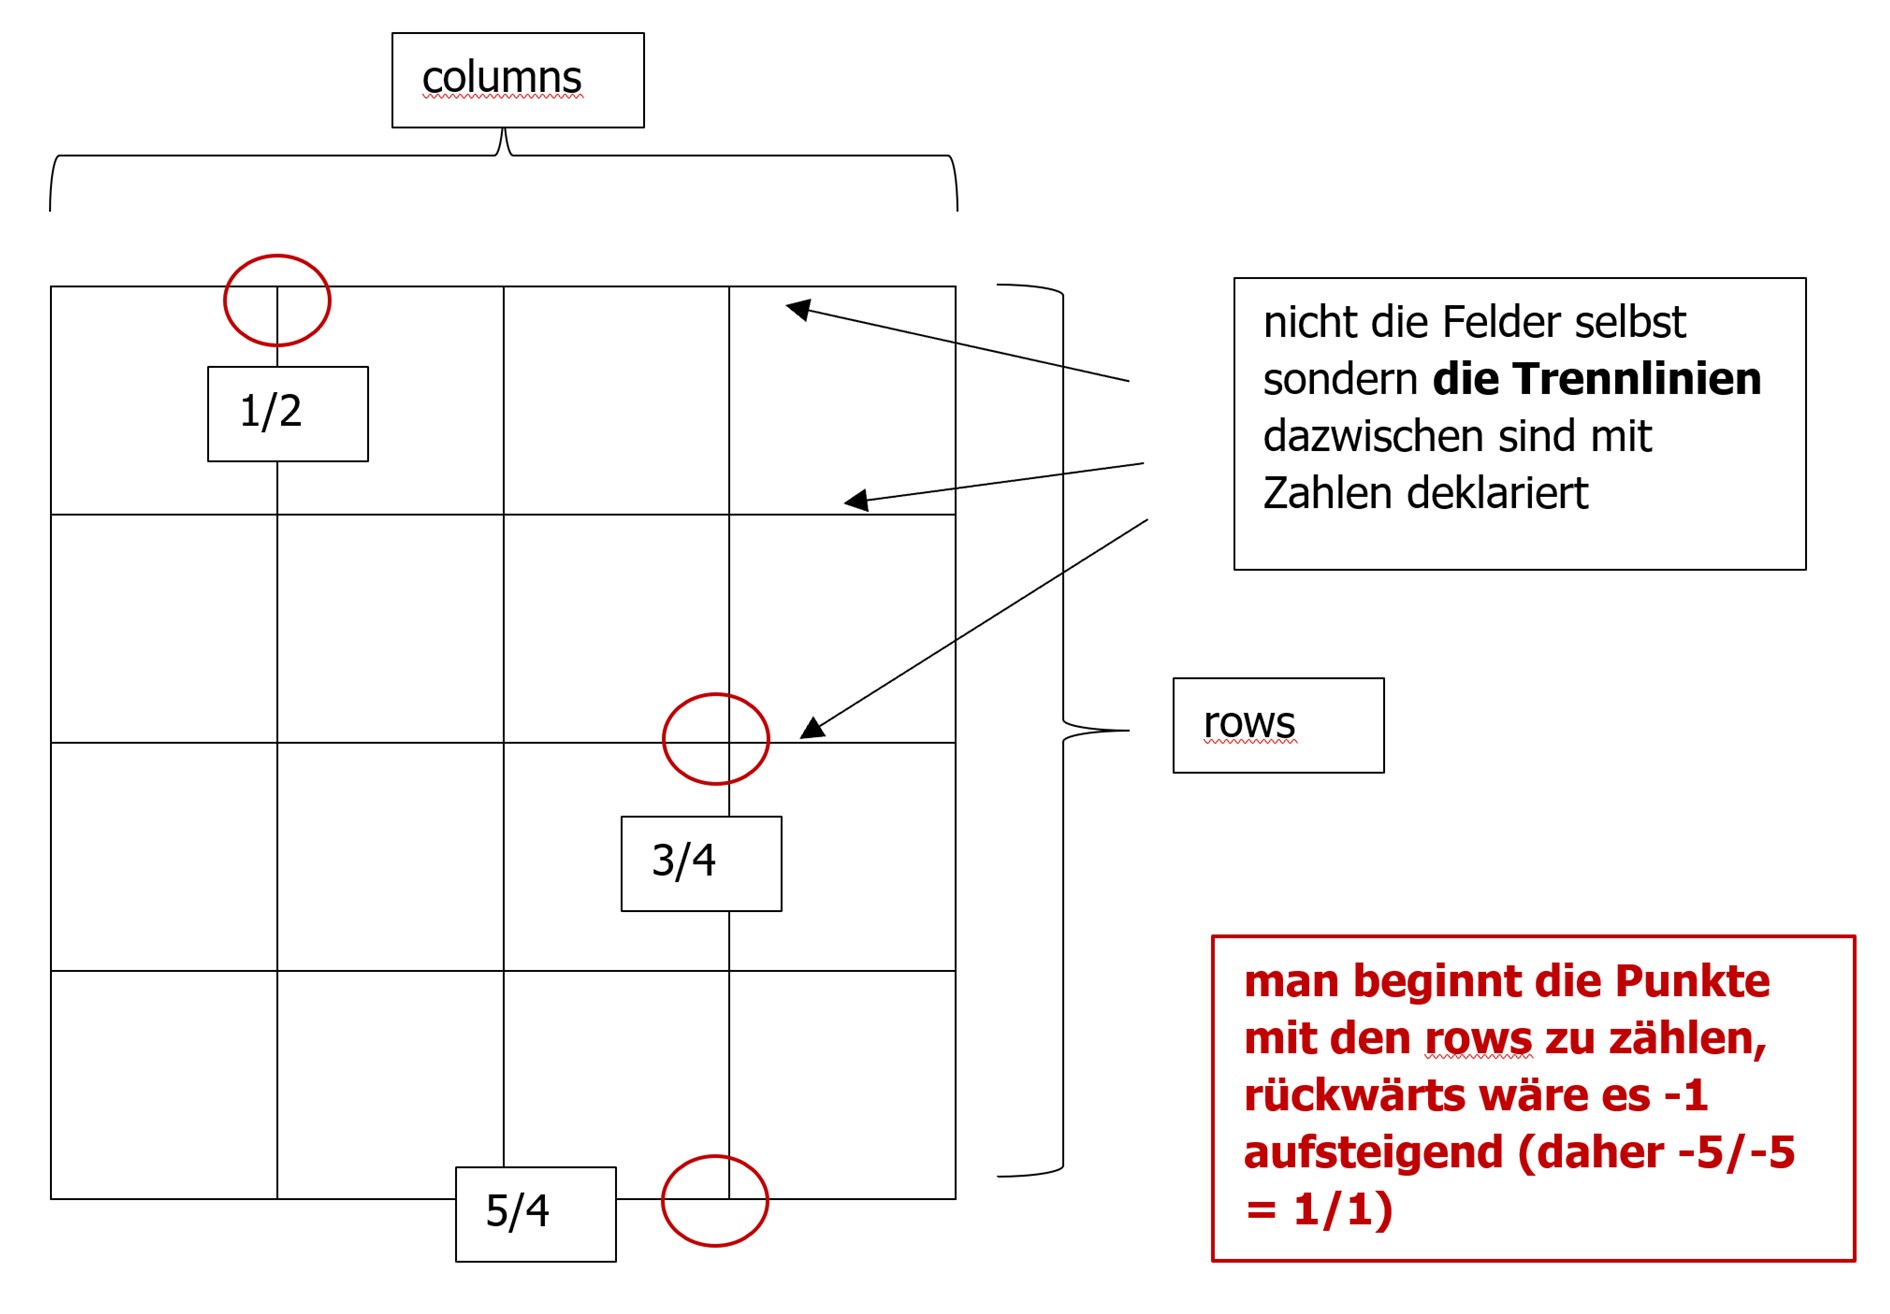 columns
1/2
nicht die Felder selbst
sondern die Trennlinien
dazwischen sind mit
Zahlen deklariert
rows
3/4
man beginnt die Punkte
mit den rows zu zählen,
rückwärts wäre es -1
aufsteigend (daher -5/-5
= 1/1)
5/4